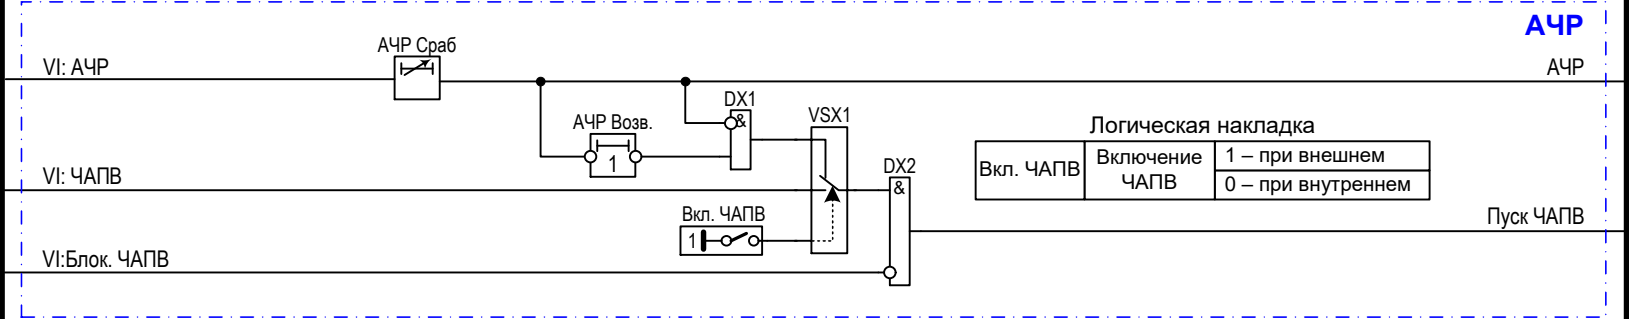 АЧР
АЧР Сраб
VI: АЧР
АЧР
DX1
&
VSX1
АЧР Возв.
1
Логическая накладка
Вкл. ЧАПВ
Включение
ЧАПВ
1 – при внешнем
0 – при внутреннем
VI: ЧАПВ
DX2
&
Вкл. ЧАПВ
1
Пуск ЧАПВ
VI:Блок. ЧАПВ